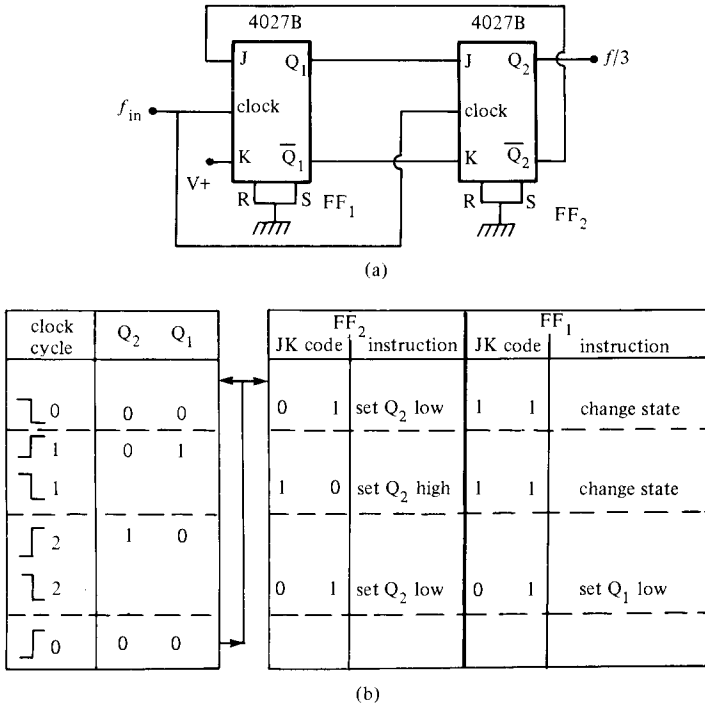 4027B 4027B
J Q₁ J Q₂ f/3
f_in clock clock
K Q̅₁ K Q̅₂
V+
R S FF₁ R S FF₂
(a)
clock cycle Q₂ Q₁ FF₂ FF₁
JK code instruction JK code instruction
0 0 0 0 1 set Q₂ low 1 1 change state
1 0 1
1 1 0 set Q₂ high 1 1 change state
2 1 0
2 0 1 set Q₂ low 0 1 set Q₁ low
0 0 0
(b)